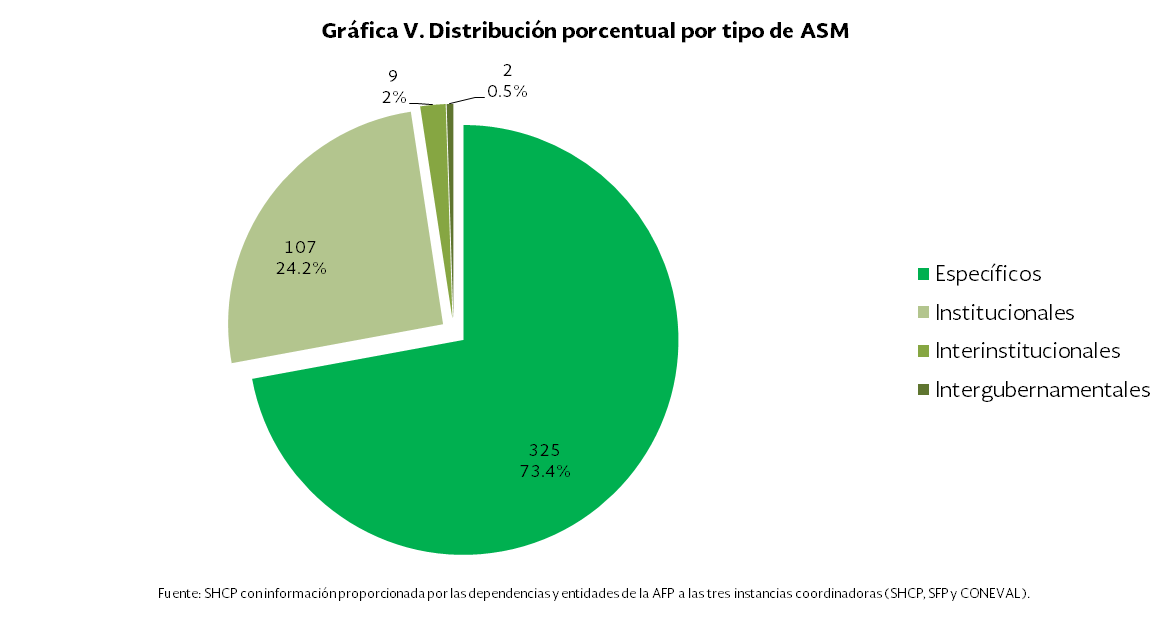 Gráfica V. Distribución porcentual por tipo de ASM
9
2%
2
0.5%
107
24.2%
325
73.4%
Específicos
Institucionales
Interinstitucionales
Intergubernamentales
Fuente: SHCP con información proporcionada por las dependencias y entidades de la AFP a las tres instancias coordinadoras (SHCP, SFP y CONEVAL).